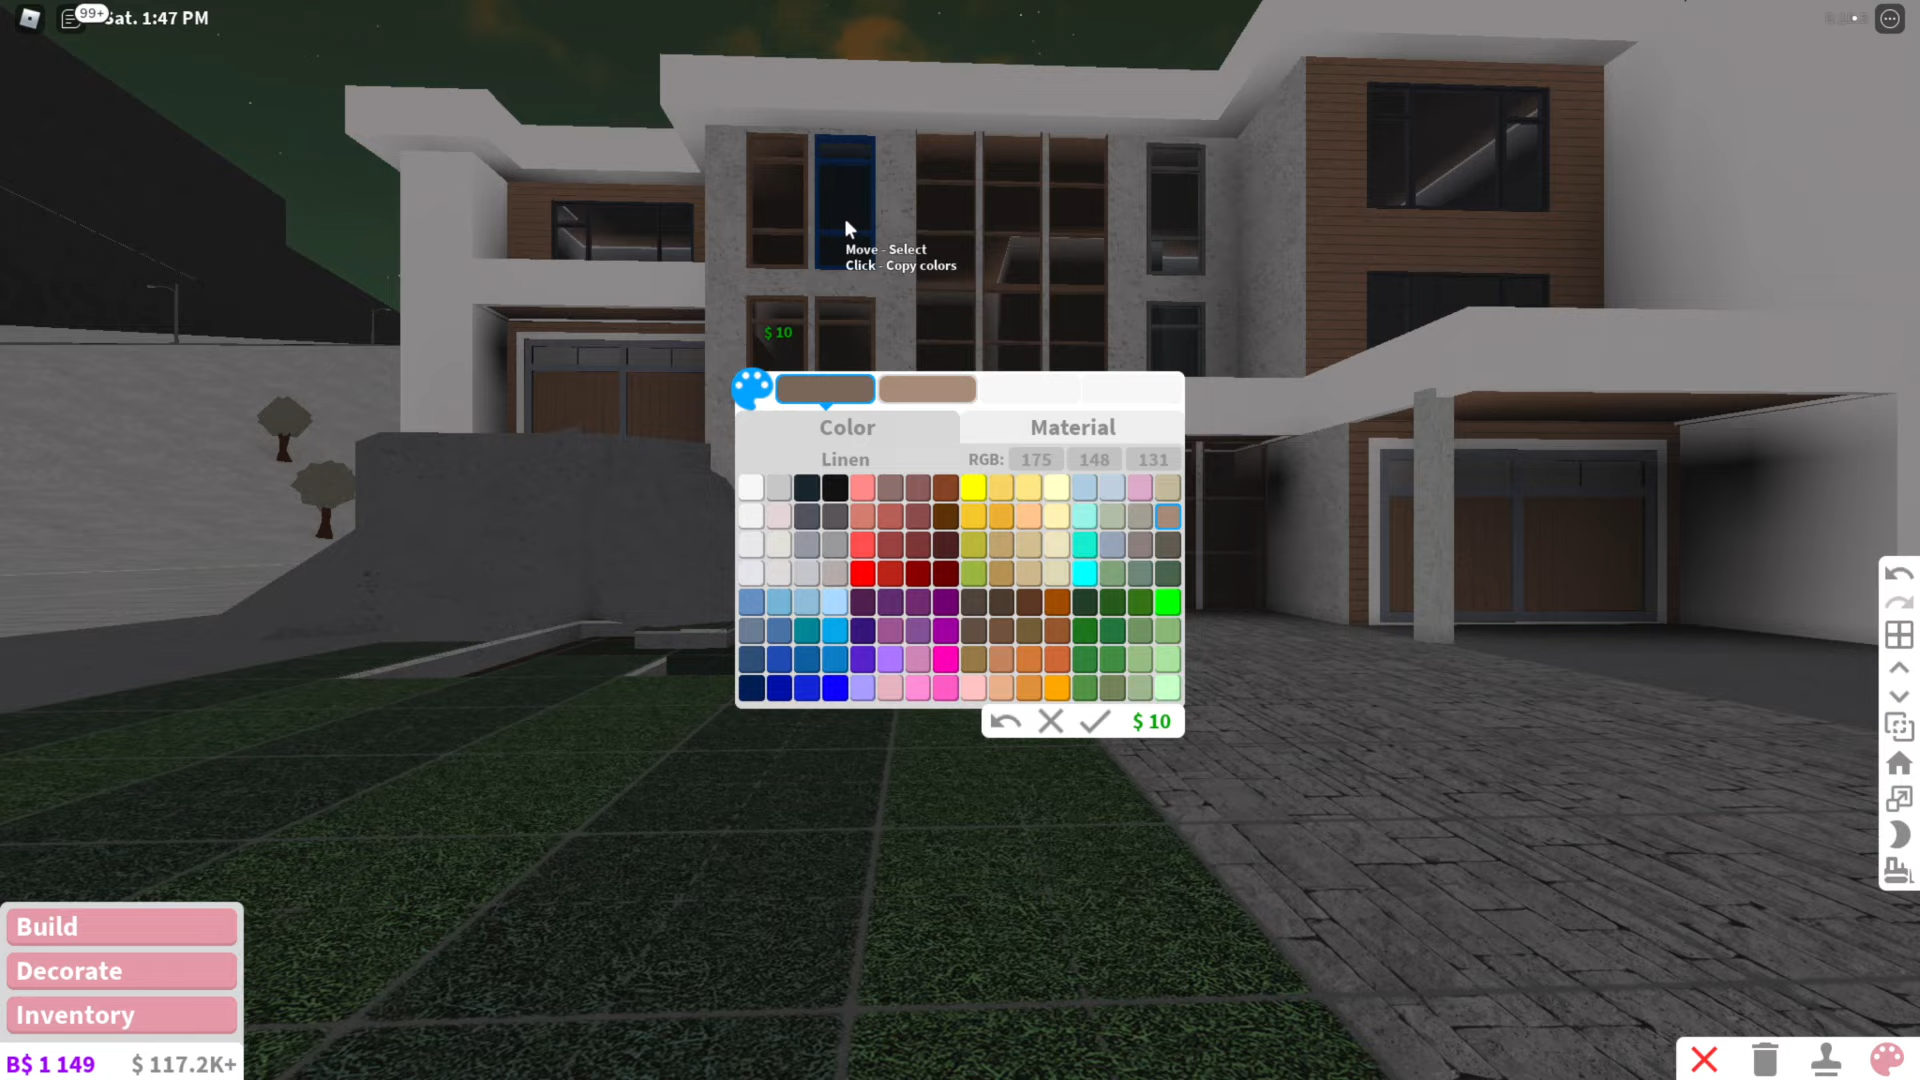 99+
Sat. 1:47 PM
Move - Select
Click - Copy colors
$ 10
Color
Material
Linen
RGB: 175 148 131
$ 10
Build
Decorate
Inventory
B$ 1 149
$ 117.2K+